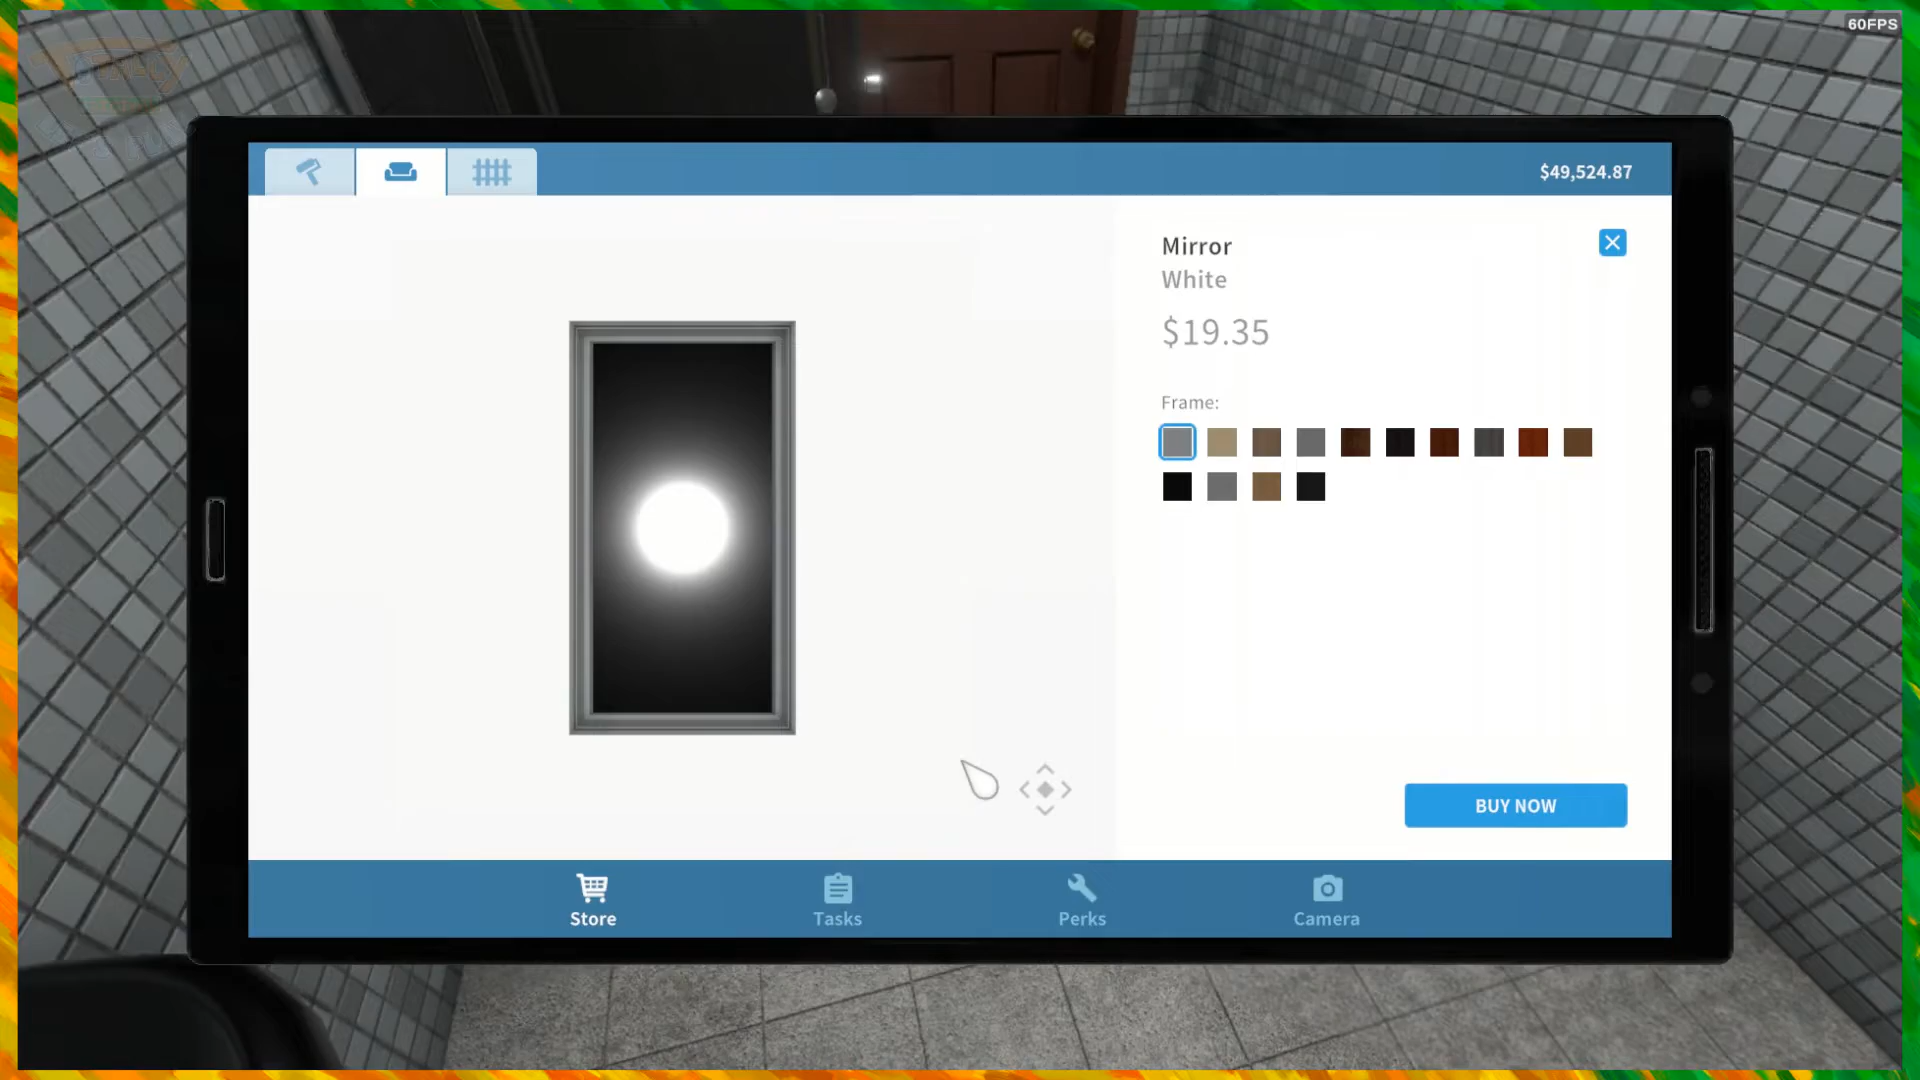 60FPS
$49,524.87
Mirror
White
$19.35
Frame:
BUY NOW
Store
Tasks
Perks
Camera